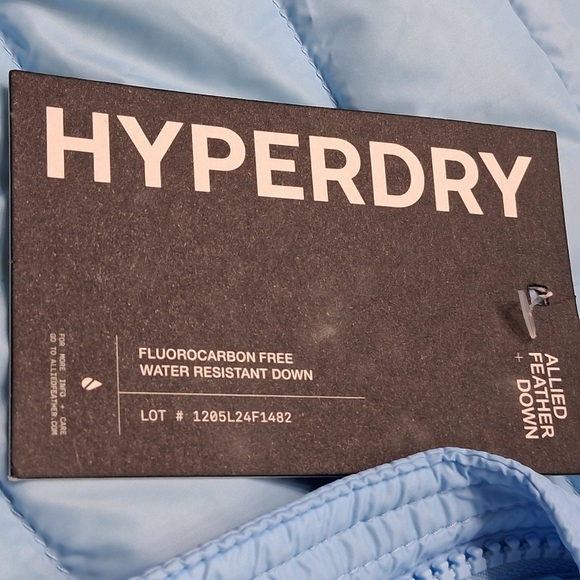 HYPERDRY
FLUOROCARBON FREE
WATER RESISTANT DOWN
LOT # 1205L24F1482
FOR MORE INFO + CARE
GO TO ALLIEDFEATHER.COM
ALLIED
FEATHER
+ DOWN